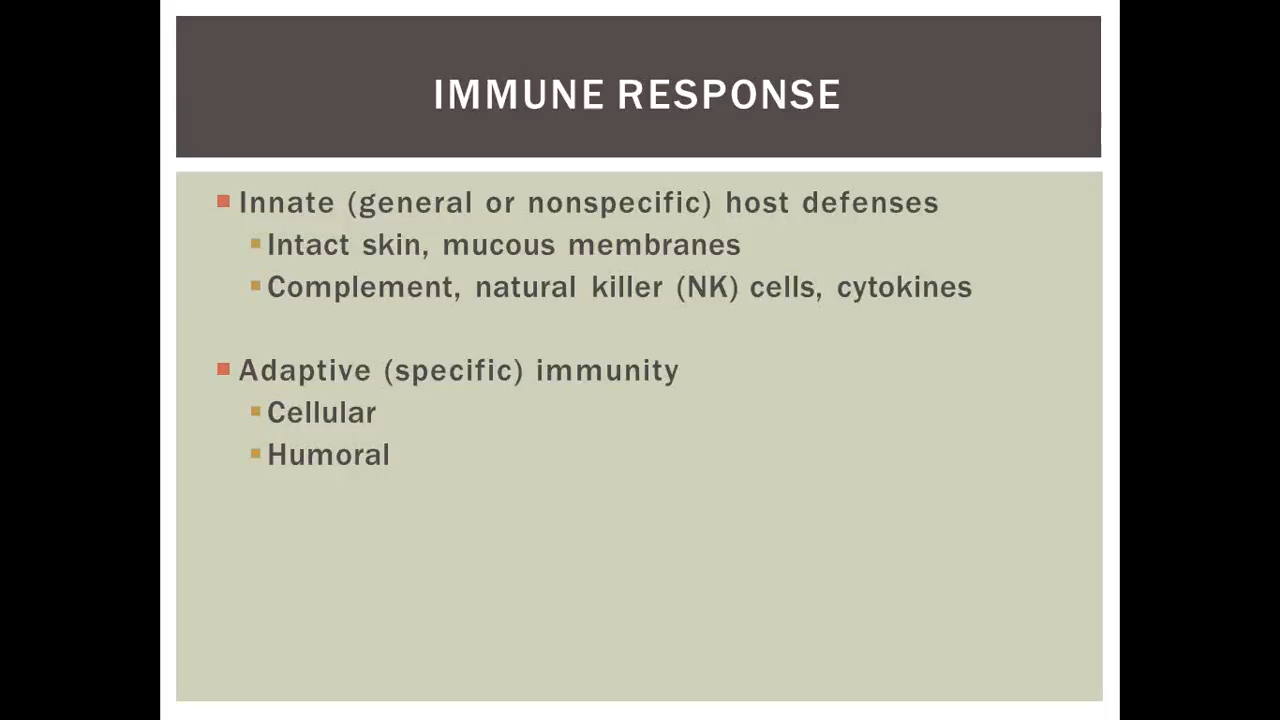 IMMUNE RESPONSE
Innate (general or nonspecific) host defenses
Intact skin, mucous membranes
Complement, natural killer (NK) cells, cytokines
Adaptive (specific) immunity
Cellular
Humoral